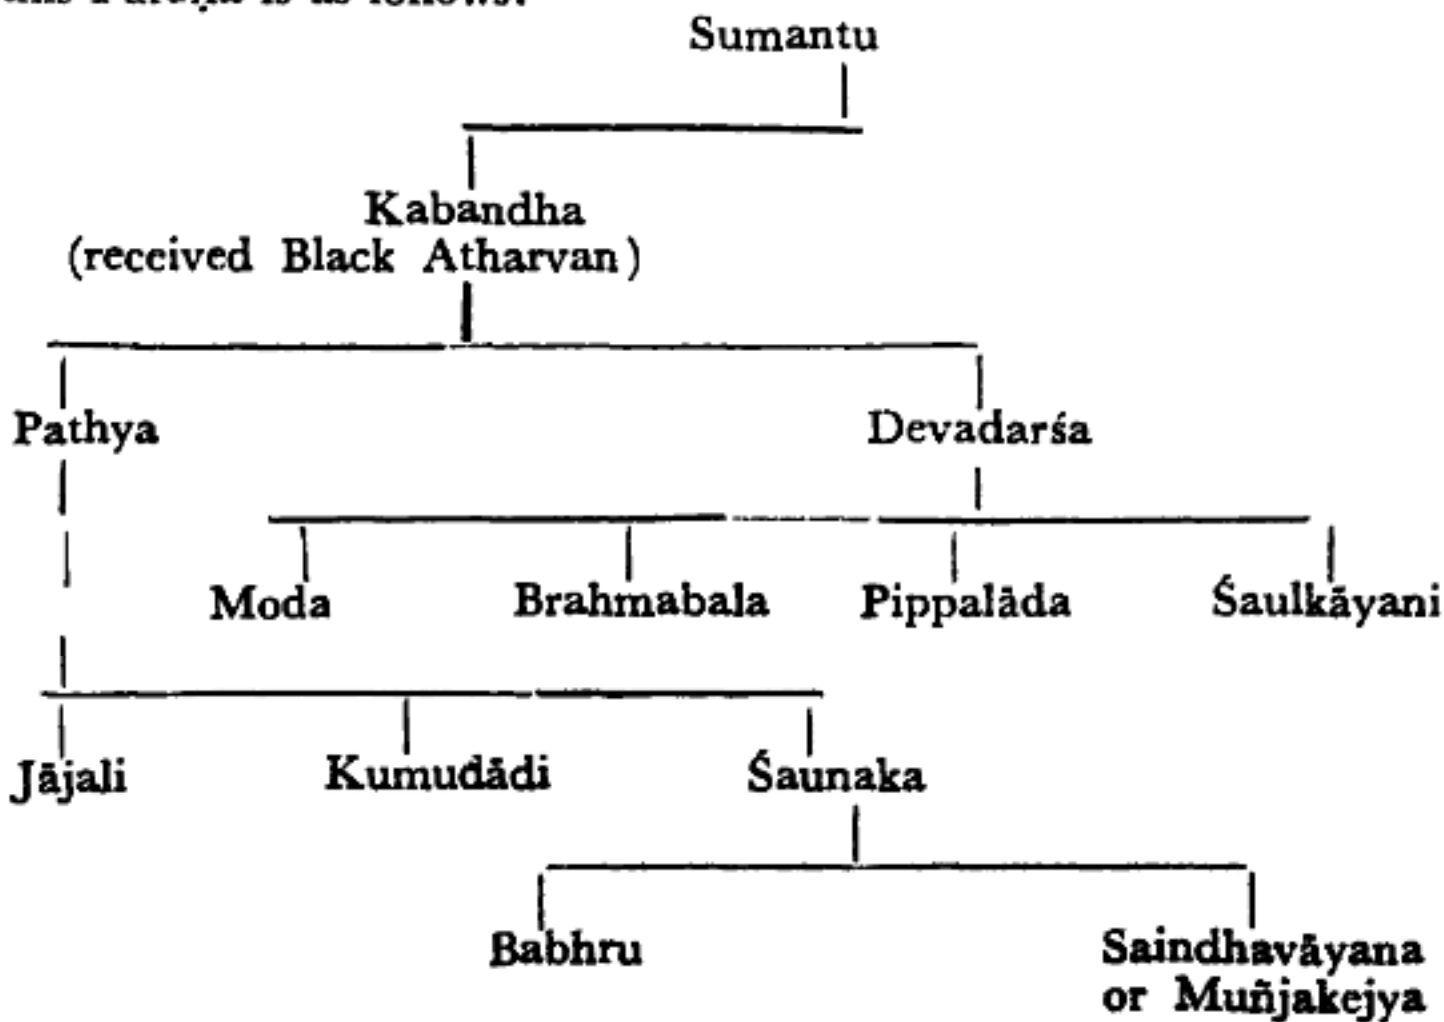 Sumantu
Kabandha
(received Black Atharvan)
Pathya
Devadarśa
Moda
Brahmabala
Pippalāda
Śaulkāyani
Jājali
Kumudādi
Śaunaka
Babhru
Saindhavāyana
or Muñjakejya